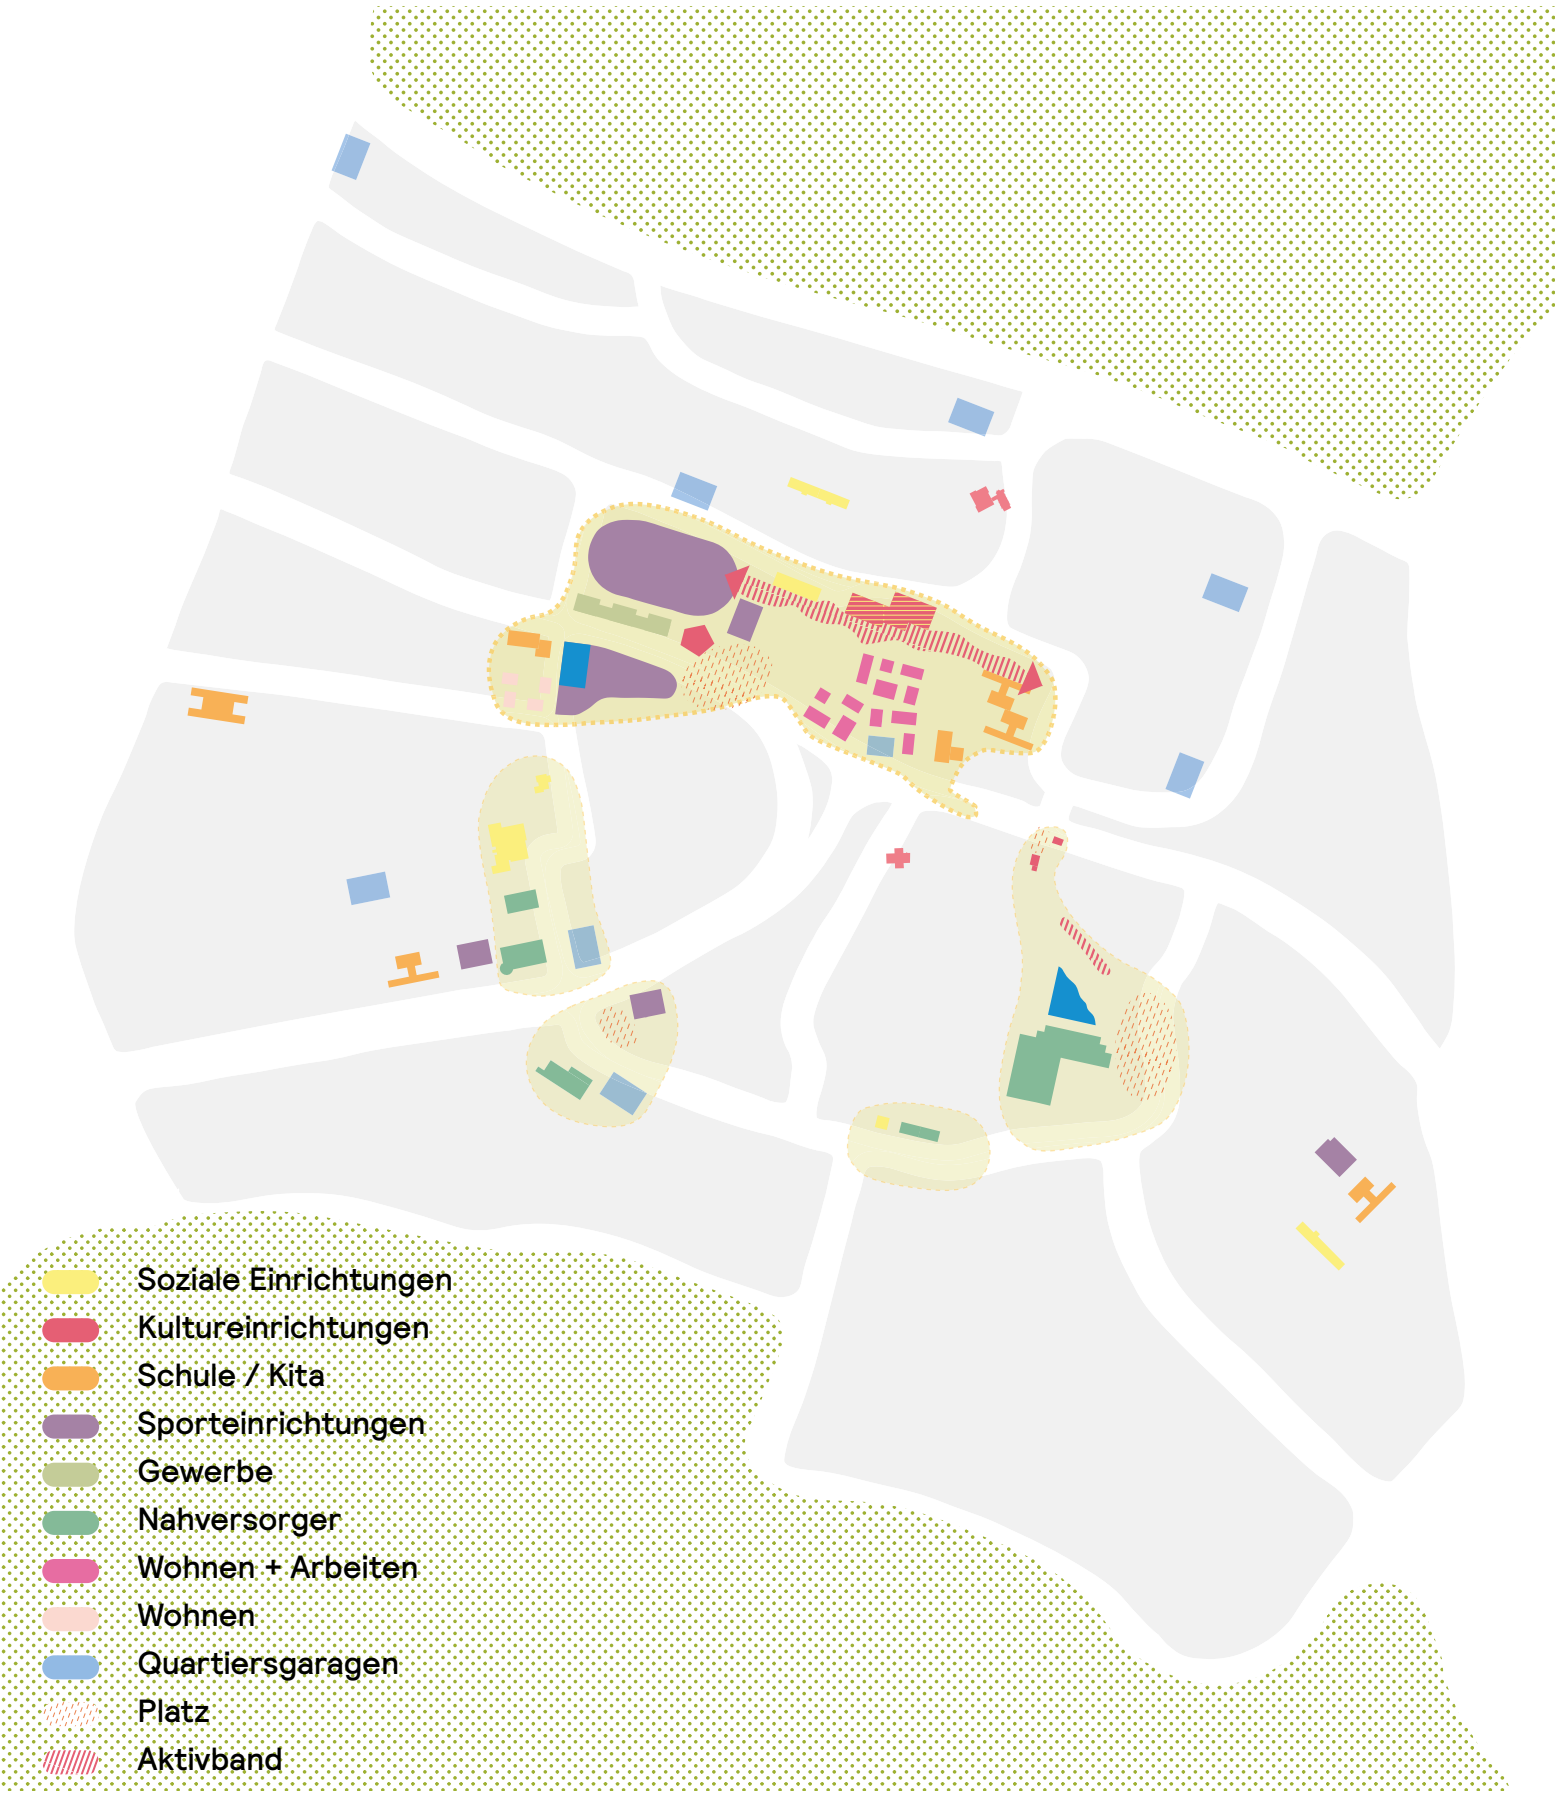 Soziale Einrichtungen
Kultureinrichtungen
Schule / Kita
Sporteinrichtungen
Gewerbe
Nahversorger
Wohnen + Arbeiten
Wohnen
Quartiersgaragen
Platz
Aktivband